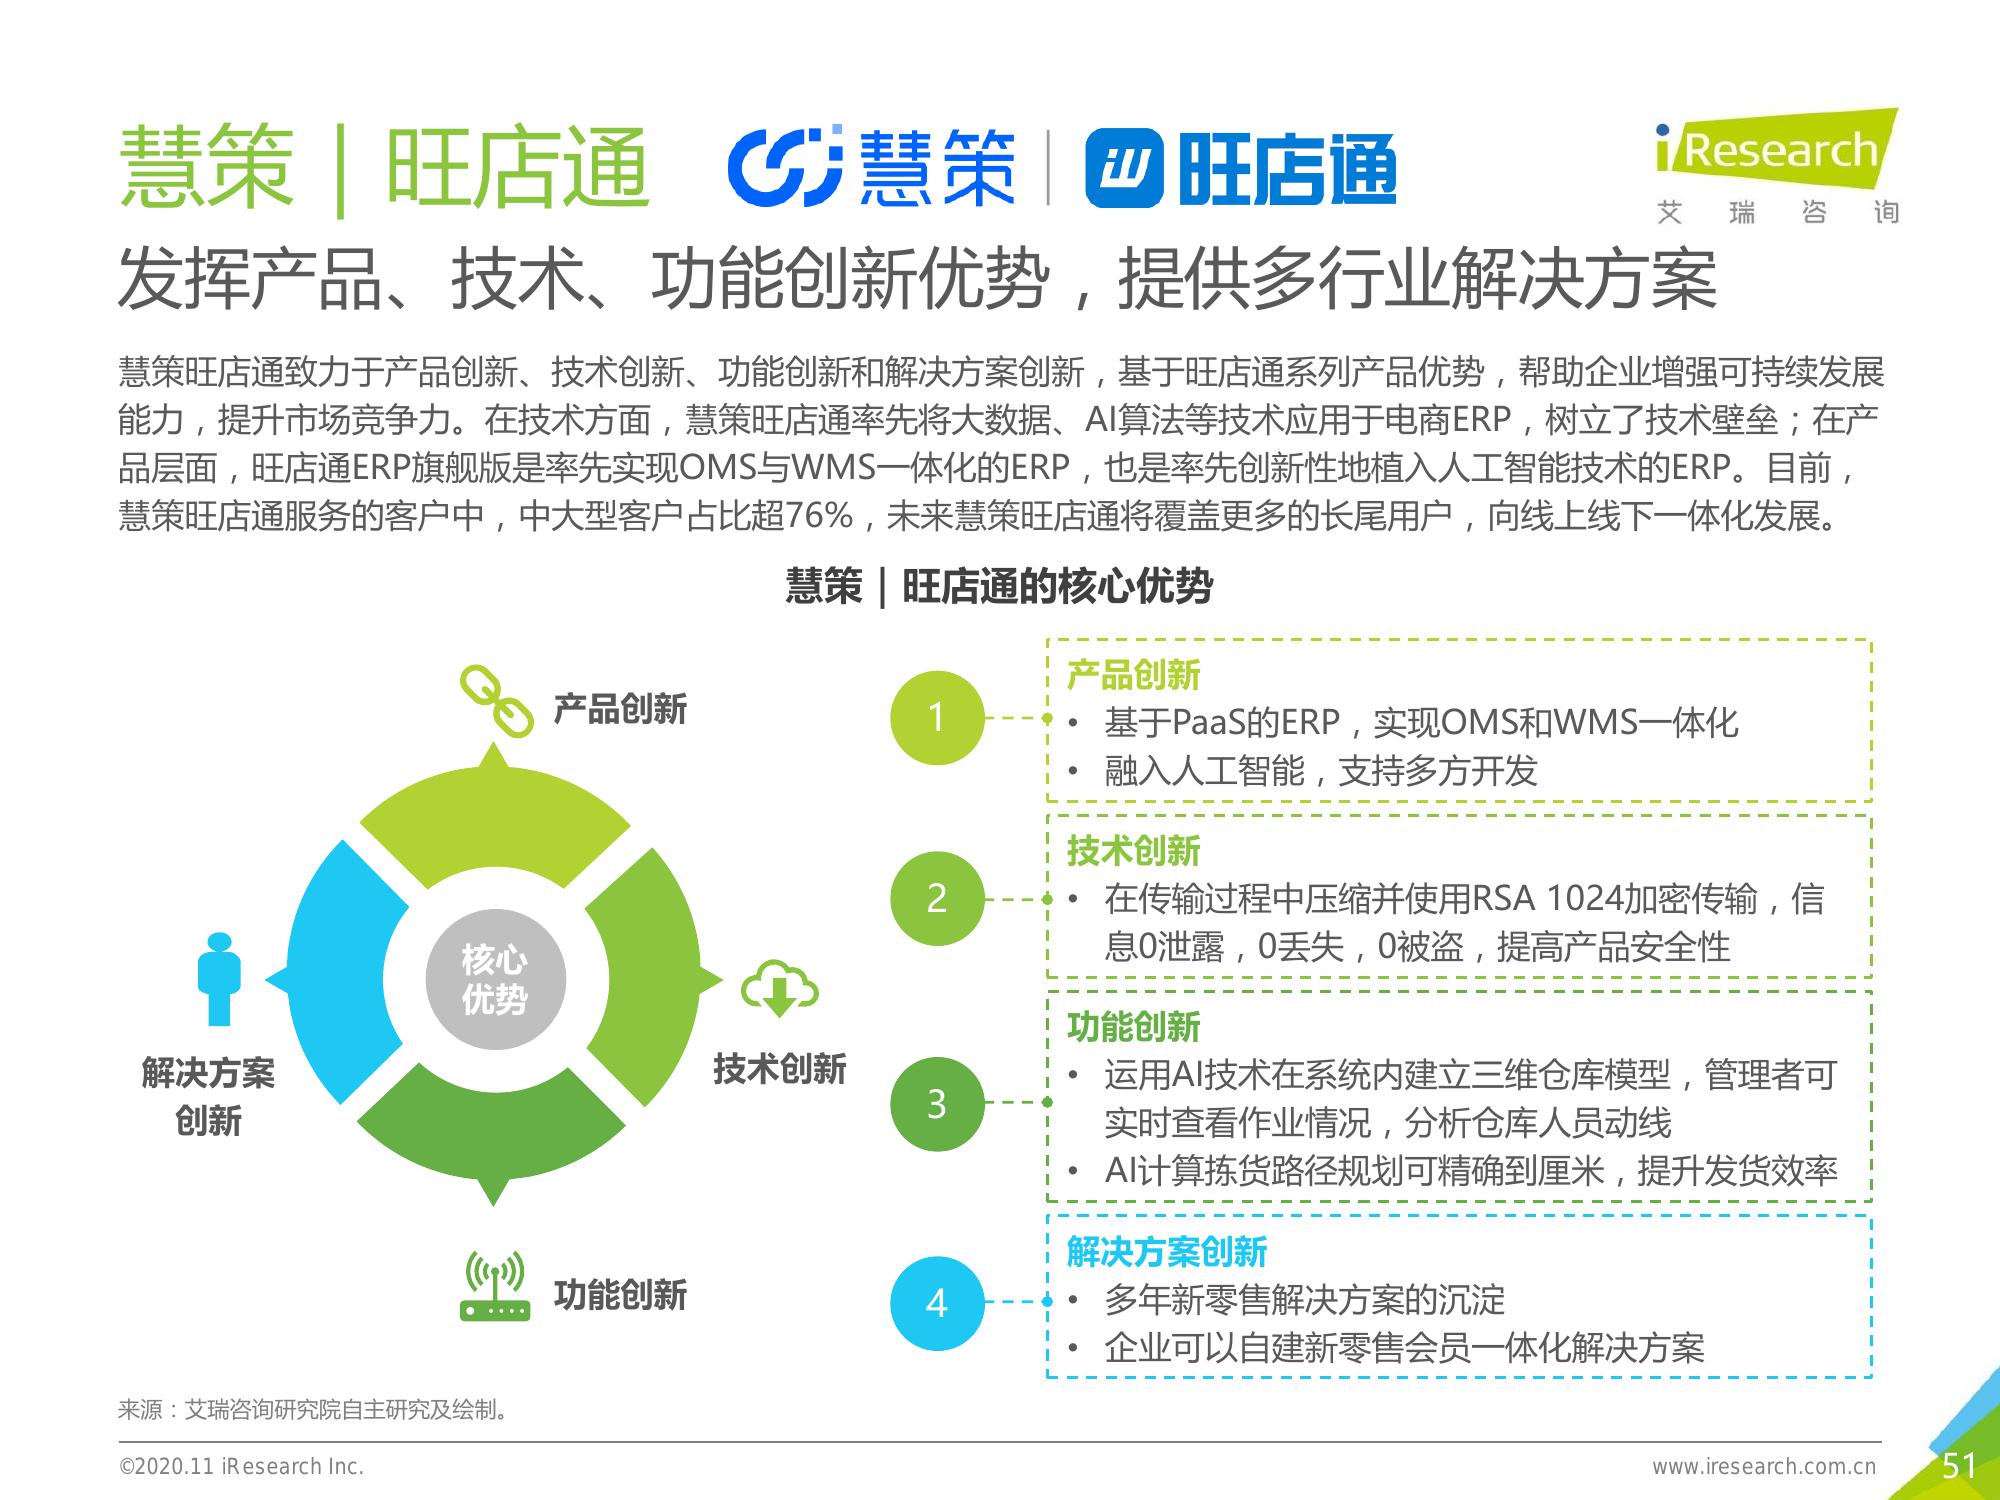 慧策｜旺店通
慧策｜旺店通
iResearch
艾瑞咨询
发挥产品、技术、功能创新优势，提供多行业解决方案
慧策旺店通致力于产品创新、技术创新、功能创新和解决方案创新，基于旺店通系列产品优势，帮助企业增强可持续发展
能力，提升市场竞争力。在技术方面，慧策旺店通率先将大数据、AI算法等技术应用于电商ERP，树立了技术壁垒；在产
品层面，旺店通ERP旗舰版是率先实现OMS与WMS一体化的ERP，也是率先创新性地植入人工智能技术的ERP。目前，
慧策旺店通服务的客户中，中大型客户占比超76%，未来慧策旺店通将覆盖更多的长尾用户，向线上线下一体化发展。
慧策｜旺店通的核心优势
产品创新
技术创新
功能创新
解决方案
创新
核心
优势
1
产品创新
• 基于PaaS的ERP，实现OMS和WMS一体化
• 融入人工智能，支持多方开发
2
技术创新
• 在传输过程中压缩并使用RSA 1024加密传输，信
息0泄露，0丢失，0被盗，提高产品安全性
3
功能创新
• 运用AI技术在系统内建立三维仓库模型，管理者可
实时查看作业情况，分析仓库人员动线
• AI计算拣货路径规划可精确到厘米，提升发货效率
4
解决方案创新
• 多年新零售解决方案的沉淀
• 企业可以自建新零售会员一体化解决方案
来源：艾瑞咨询研究院自主研究及绘制。
©2020.11 iResearch Inc.
www.iresearch.com.cn
51